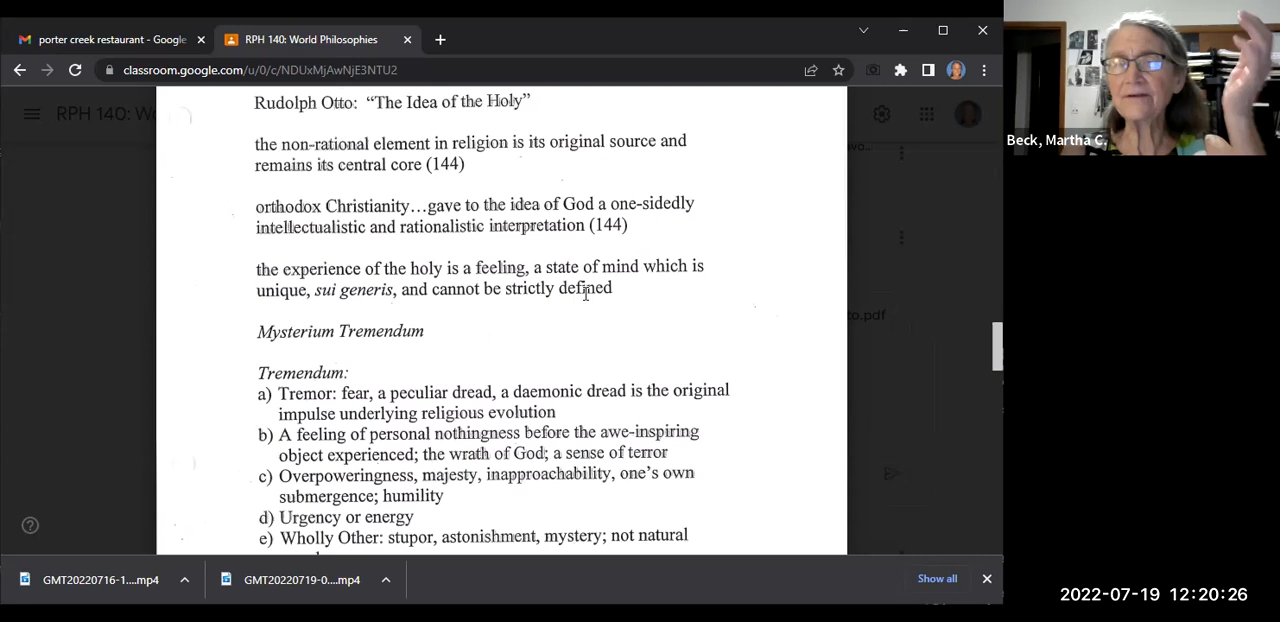 porter creek restaurant - Google
RPH 140: World Philosophies
classroom.google.com/u/0/c/NDUxMjAwNjE3NTU2
RPH 140: W
Rudolph Otto: “The Idea of the Holy”
the non-rational element in religion is its original source and
remains its central core (144)
orthodox Christianity…gave to the idea of God a one-sidedly
intellectualistic and rationalistic interpretation (144)
the experience of the holy is a feeling, a state of mind which is
unique, sui generis, and cannot be strictly defined
to.pdf
Mysterium Tremendum
Tremendum:
a) Tremor: fear, a peculiar dread, a daemonic dread is the original
impulse underlying religious evolution
b) A feeling of personal nothingness before the awe-inspiring
object experienced; the wrath of God; a sense of terror
c) Overpoweringness, majesty, inapproachability, one’s own
submergence; humility
d) Urgency or energy
e) Wholly Other: stupor, astonishment, mystery; not natural
GMT20220716-1....mp4
GMT20220719-0....mp4
Show all
Beck, Martha C.
2022-07-19 12:20:26